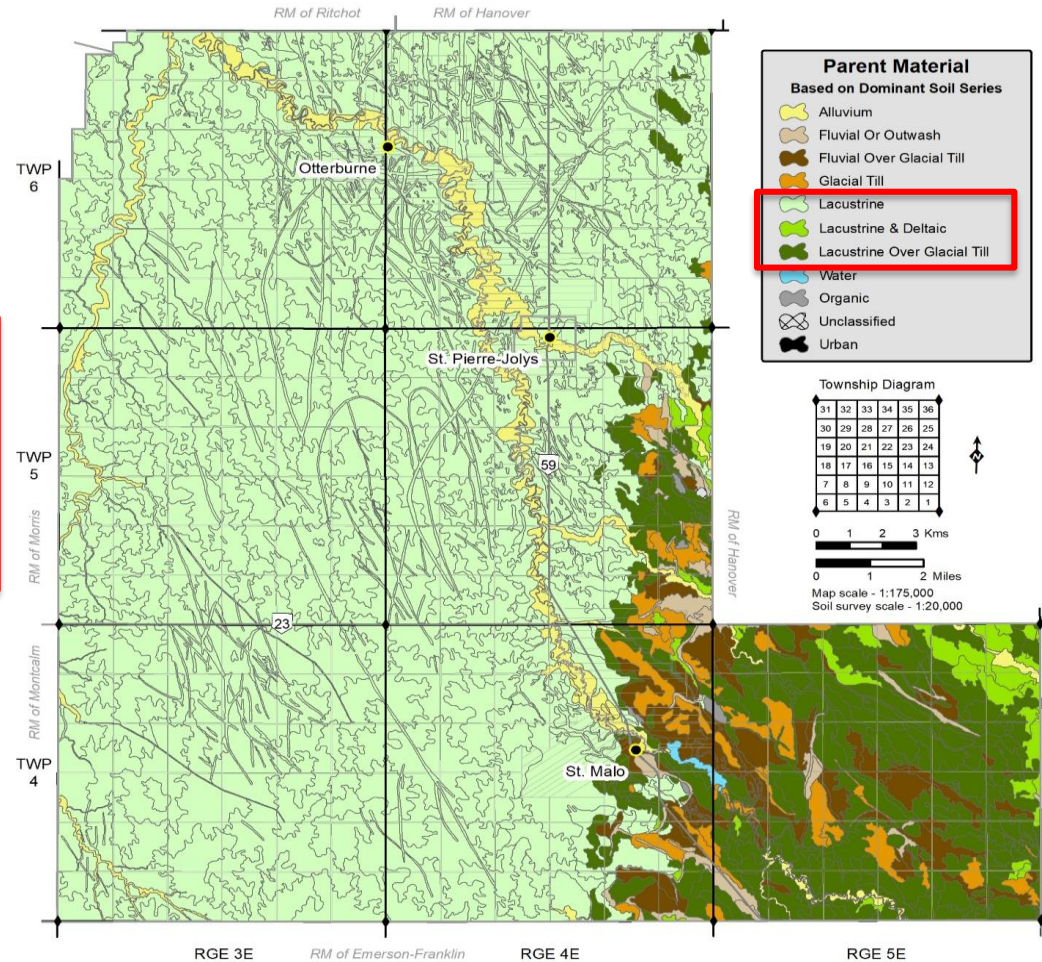 RM of Ritchot
RM of Hanover
Parent Material
Based on Dominant Soil Series
Alluvium
Fluvial Or Outwash
Fluvial Over Glacial Till
Glacial Till
Lacustrine
Lacustrine & Deltaic
Lacustrine Over Glacial Till
Water
Organic
Unclassified
Urban
TWP
6
Otterburne
St. Pierre-Jolys
Township Diagram
31 32 33 34 35 36
30 29 28 27 26 25
19 20 21 22 23 24
18 17 16 15 14 13
7 8 9 10 11 12
6 5 4 3 2 1
N
0 1 2 3 Kms
0 1 2 Miles
Map scale - 1:175,000
Soil survey scale - 1:20,000
TWP
5
59
RM of Morris
RM of Hanover
23
RM of Montcalm
TWP
4
St. Malo
RGE 3E
RM of Emerson-Franklin
RGE 4E
RGE 5E